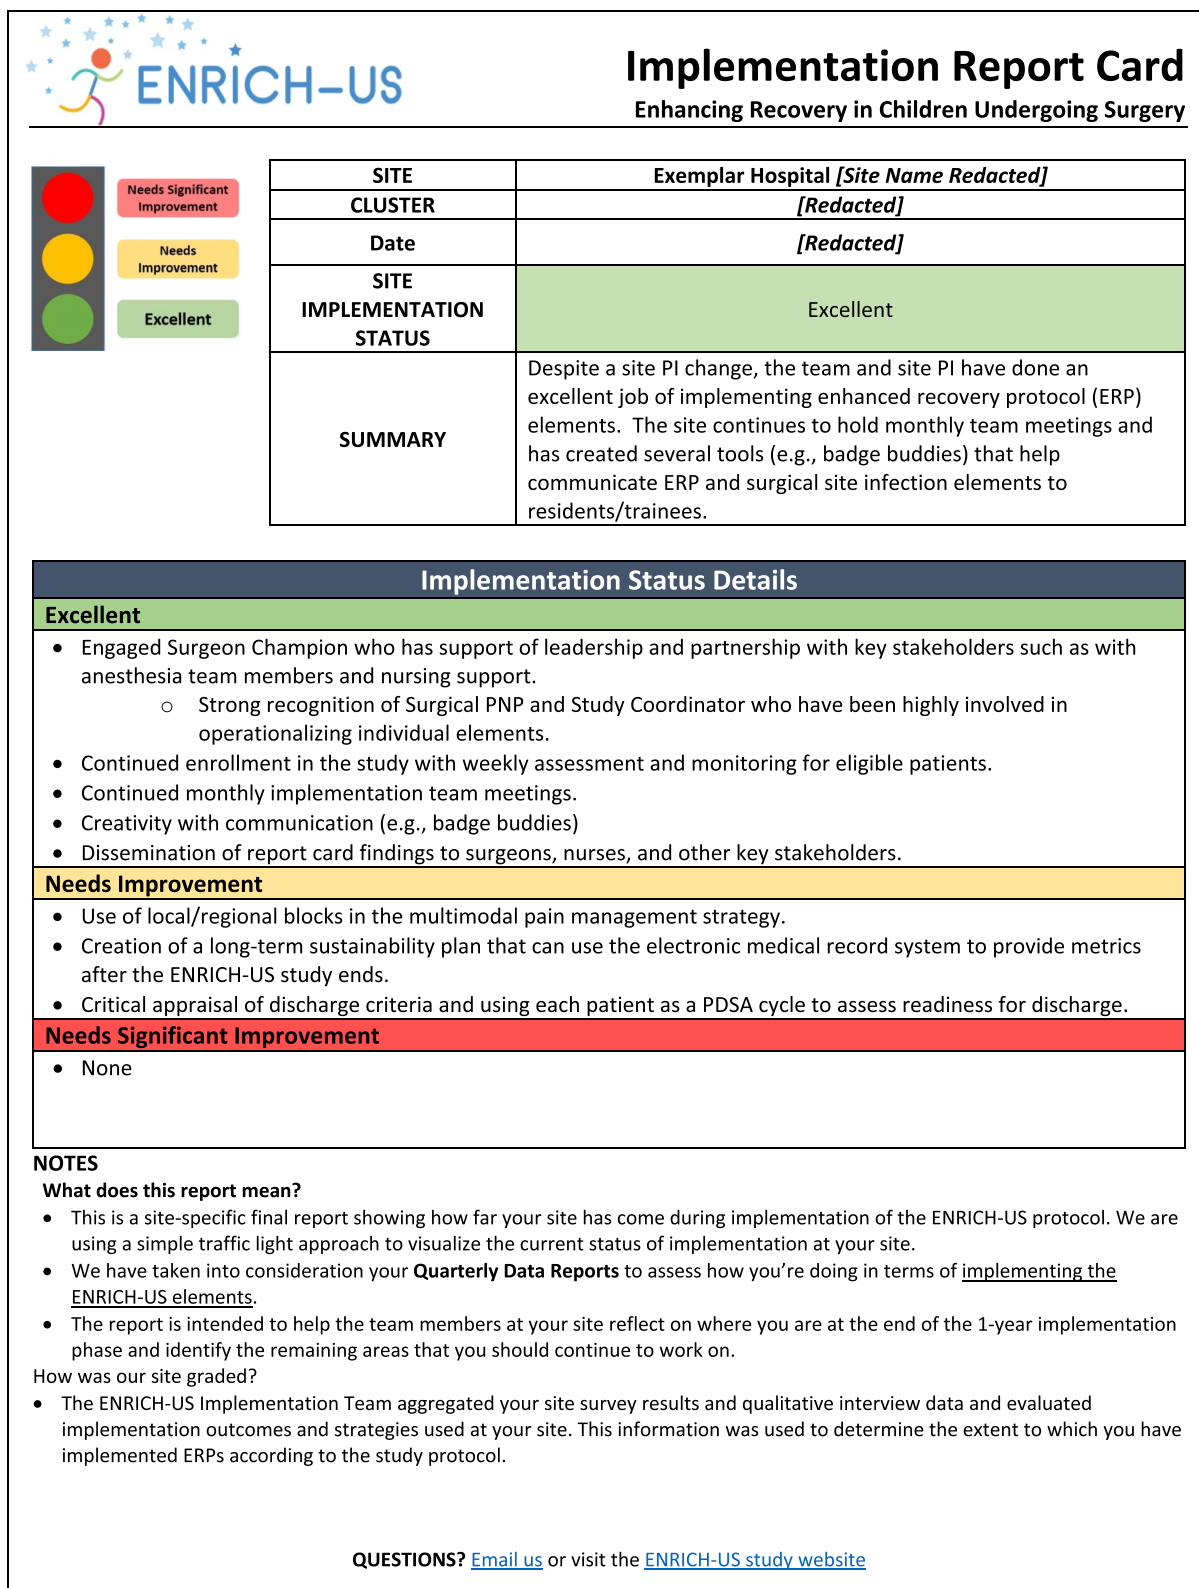 ENRICH-US
Implementation Report Card
Enhancing Recovery in Children Undergoing Surgery
Needs Significant
Improvement
Needs
Improvement
Excellent
SITE
Exemplar Hospital [Site Name Redacted]
CLUSTER
[Redacted]
Date
[Redacted]
SITE
IMPLEMENTATION
STATUS
Excellent
SUMMARY
Despite a site PI change, the team and site PI have done an
excellent job of implementing enhanced recovery protocol (ERP)
elements.  The site continues to hold monthly team meetings and
has created several tools (e.g., badge buddies) that help
communicate ERP and surgical site infection elements to
residents/trainees.
Implementation Status Details
Excellent
• Engaged Surgeon Champion who has support of leadership and partnership with key stakeholders such as with
anesthesia team members and nursing support.
o Strong recognition of Surgical PNP and Study Coordinator who have been highly involved in
operationalizing individual elements.
• Continued enrollment in the study with weekly assessment and monitoring for eligible patients.
• Continued monthly implementation team meetings.
• Creativity with communication (e.g., badge buddies)
• Dissemination of report card findings to surgeons, nurses, and other key stakeholders.
Needs Improvement
• Use of local/regional blocks in the multimodal pain management strategy.
• Creation of a long-term sustainability plan that can use the electronic medical record system to provide metrics
after the ENRICH-US study ends.
• Critical appraisal of discharge criteria and using each patient as a PDSA cycle to assess readiness for discharge.
Needs Significant Improvement
• None
NOTES
What does this report mean?
• This is a site-specific final report showing how far your site has come during implementation of the ENRICH-US protocol. We are
using a simple traffic light approach to visualize the current status of implementation at your site.
• We have taken into consideration your Quarterly Data Reports to assess how you're doing in terms of implementing the
ENRICH-US elements.
• The report is intended to help the team members at your site reflect on where you are at the end of the 1-year implementation
phase and identify the remaining areas that you should continue to work on.
How was our site graded?
• The ENRICH-US Implementation Team aggregated your site survey results and qualitative interview data and evaluated
implementation outcomes and strategies used at your site. This information was used to determine the extent to which you have
implemented ERPs according to the study protocol.
QUESTIONS? Email us or visit the ENRICH-US study website